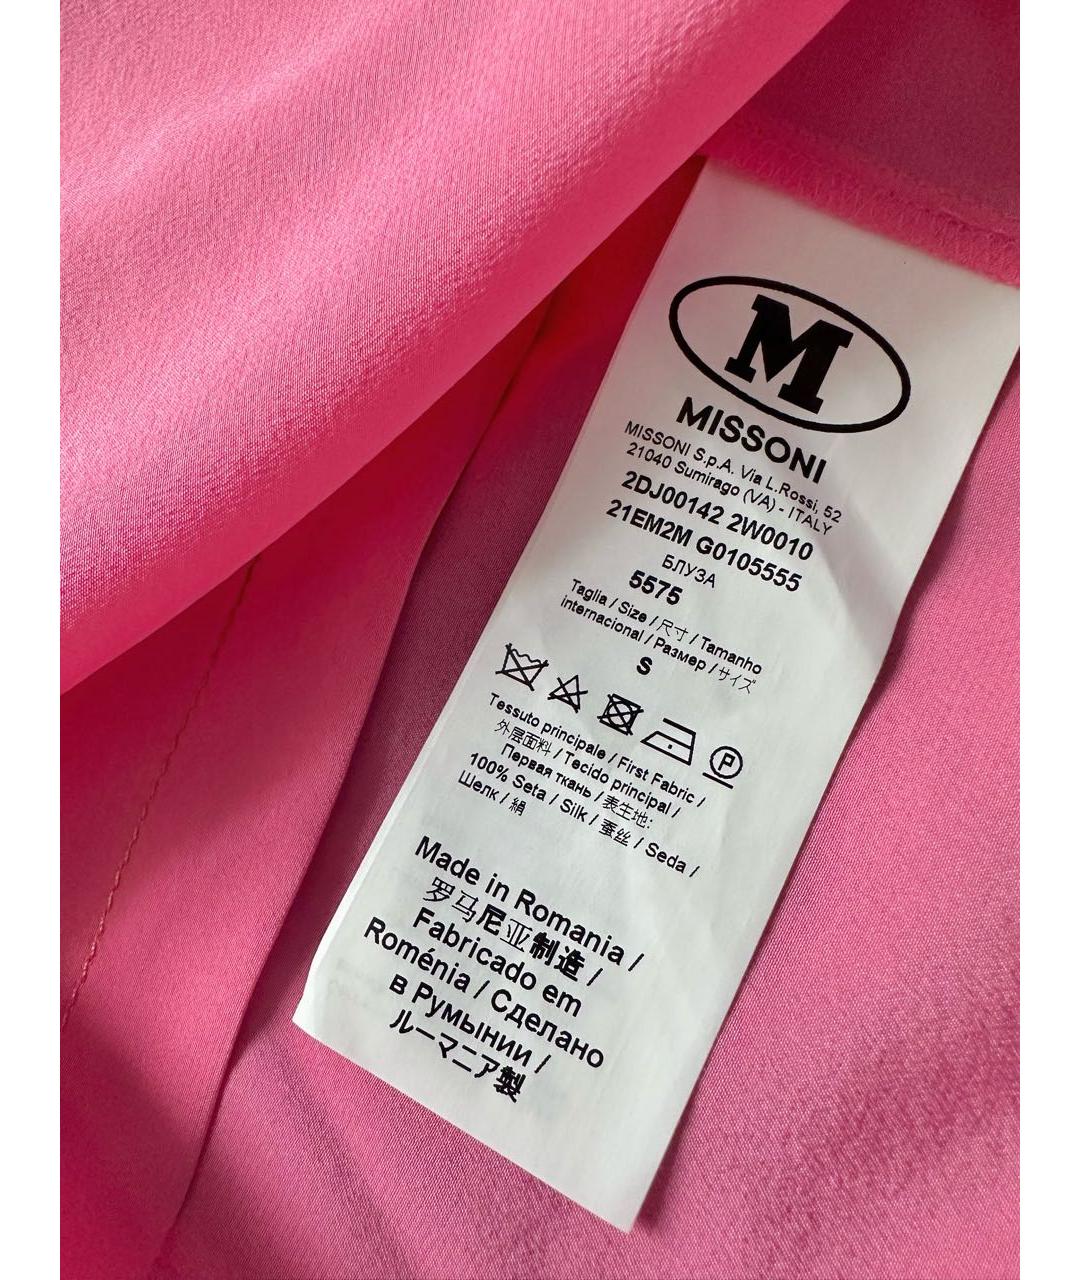 M
MISSONI
MISSONI S.p.A. Via L.Rossi, 52
21040 Sumirago (VA) - ITALY
2DJ00142 2W0010
21EM2M G0105555
БЛУЗА
5575
Taglia / Size / 尺寸 / Tamanho
internacional / Размер / サイズ
S
P
Tessuto principale / First Fabric /
外层面料 / Tecido principal /
Первая ткань / 表生地:
100% Seta / Silk / 蚕丝 / Seda /
Шелк / 絹
Made in Romania /
罗马尼亚制造 /
Fabricado em
Roménia / Сделано
в Румынии /
ルーマニア製